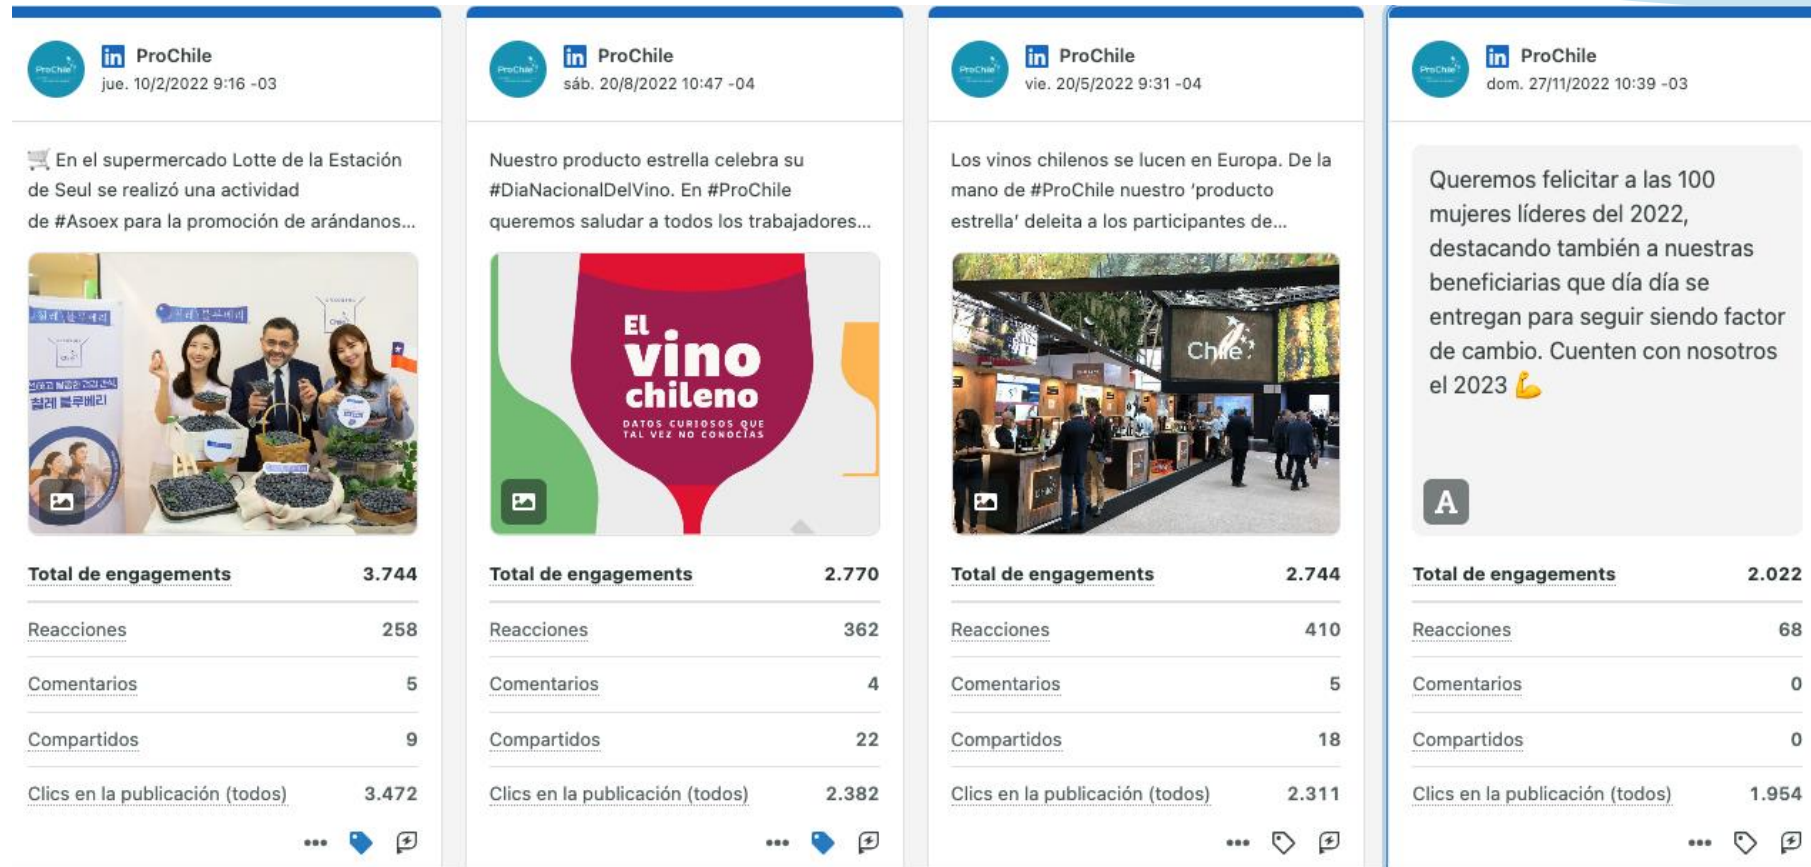 ProChile
jue. 10/2/2022 9:16 -03
🛒 En el supermercado Lotte de la Estación
de Seul se realizó una actividad
de #Asoex para la promoción de arándanos...
칠레 블루베리
Total de engagements 3.744
Reacciones 258
Comentarios 5
Compartidos 9
Clics en la publicación (todos) 3.472
ProChile
sáb. 20/8/2022 10:47 -04
Nuestro producto estrella celebra su
#DiaNacionalDelVino. En #ProChile
queremos saludar a todos los trabajadores...
EL
vino
chileno
DATOS CURIOSOS QUE
TAL VEZ NO CONOCÍAS
Total de engagements 2.770
Reacciones 362
Comentarios 4
Compartidos 22
Clics en la publicación (todos) 2.382
ProChile
vie. 20/5/2022 9:31 -04
Los vinos chilenos se lucen en Europa. De la
mano de #ProChile nuestro ‘producto
estrella’ deleita a los participantes de...
Chile
Total de engagements 2.744
Reacciones 410
Comentarios 5
Compartidos 18
Clics en la publicación (todos) 2.311
ProChile
dom. 27/11/2022 10:39 -03
Queremos felicitar a las 100
mujeres líderes del 2022,
destacando también a nuestras
beneficiarias que día día se
entregan para seguir siendo factor
de cambio. Cuenten con nosotros
el 2023 💪
A
Total de engagements 2.022
Reacciones 68
Comentarios 0
Compartidos 0
Clics en la publicación (todos) 1.954